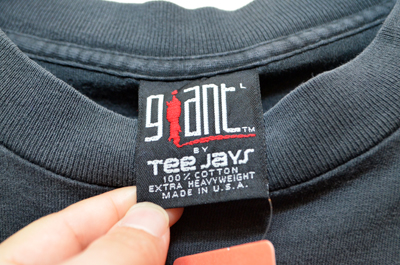 giant L
TM
BY
Tee Jays
100% COTTON
EXTRA HEAVYWEIGHT
MADE IN U.S.A.